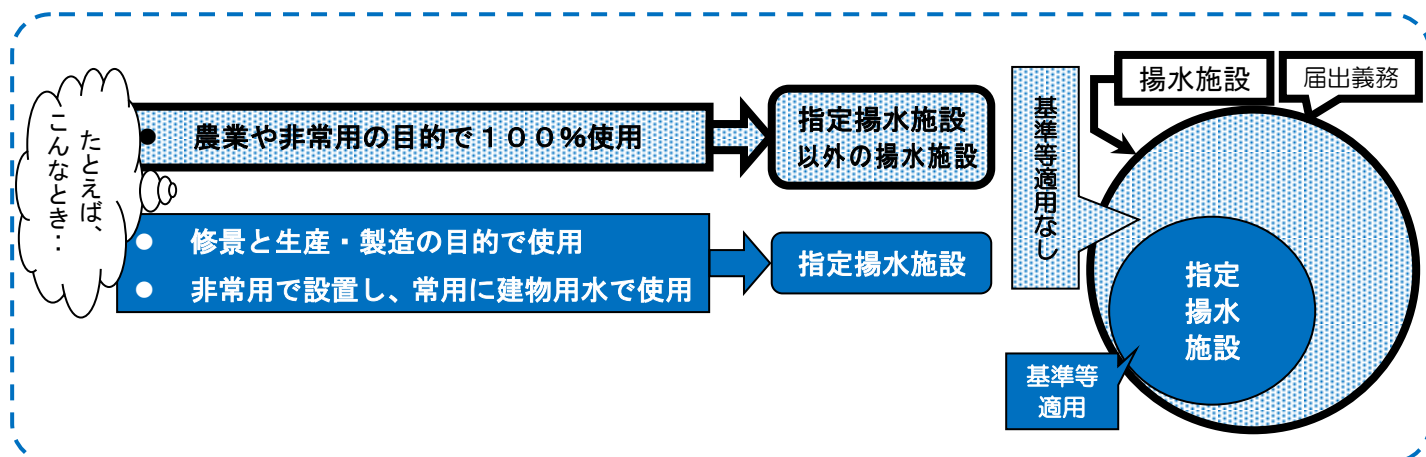 たとえば、
こんなとき‥
● 農業や非常用の目的で１００％使用
指定揚水施設
以外の揚水施設
● 修景と生産・製造の目的で使用
● 非常用で設置し、常用に建物用水で使用
指定揚水施設
基準等適用なし
揚水施設
届出義務
指定
揚水
施設
基準等
適用